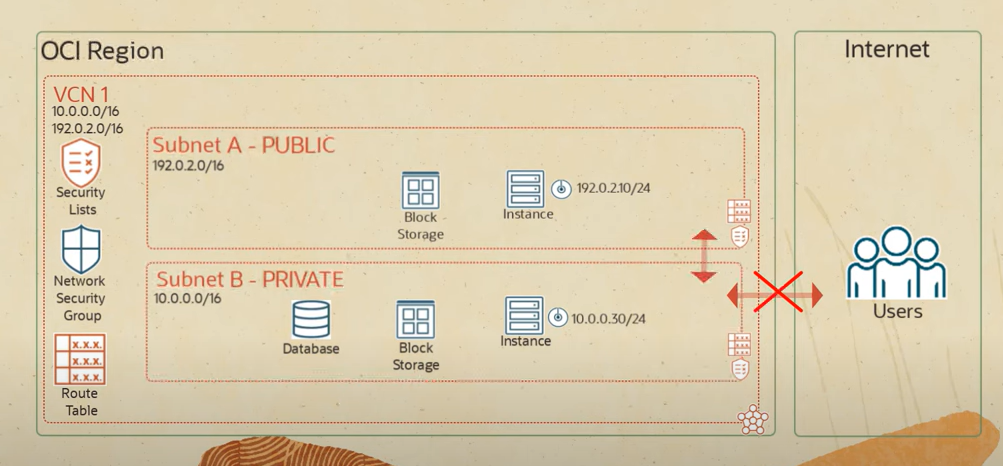 OCI Region
Internet
VCN 1
10.0.0.0/16
192.0.2.0/16
Security
Lists
Network
Security
Group
x.x.x.
x.x.x.
x.x.x.
Route
Table
Subnet A - PUBLIC
192.0.2.0/16
Block
Storage
Instance
192.0.2.10/24
Subnet B - PRIVATE
10.0.0.0/16
Database
Block
Storage
Instance
10.0.0.30/24
Users